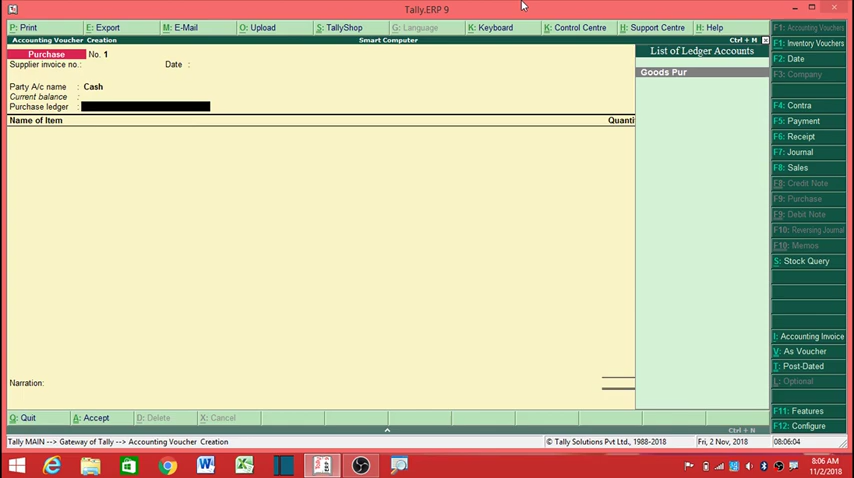 Tally.ERP 9
P: Print E: Export M: E-Mail O: Upload S: TallyShop G: Language K: Keyboard K: Control Centre H: Support Centre H: Help
Accounting Voucher Creation Smart Computer Ctrl + M
Purchase No. 1
Supplier invoice no.: Date :
Party A/c name : Cash
Current balance :
Purchase ledger :
Name of Item Quanti
Narration:
List of Ledger Accounts
Goods Pur
F1: Accounting Vouchers
F1: Inventory Vouchers
F2: Date
F3: Company
F4: Contra
F5: Payment
F6: Receipt
F7: Journal
F8: Sales
F8: Credit Note
F9: Purchase
F9: Debit Note
F10: Reversing Journal
F10: Memos
S: Stock Query
I: Accounting Invoice
V: As Voucher
T: Post-Dated
L: Optional
F11: Features
F12: Configure
Q: Quit A: Accept D: Delete X: Cancel
Ctrl + N
Tally MAIN --> Gateway of Tally --> Accounting Voucher Creation © Tally Solutions Pvt Ltd., 1988-2018 Fri, 2 Nov, 2018 08:06:04
8:06 AM
11/2/2018